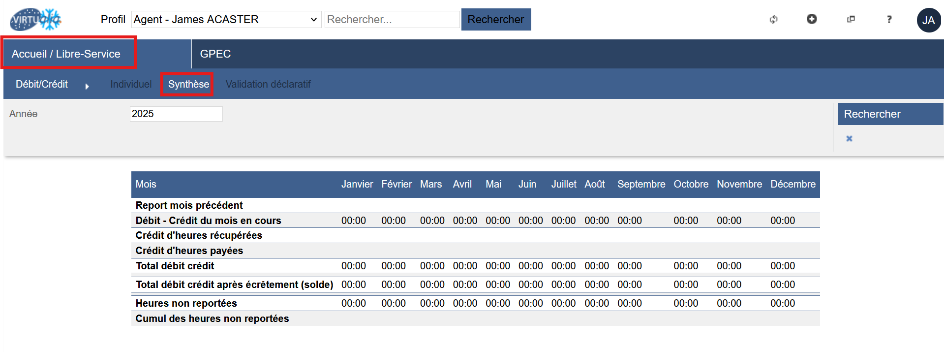 VIRTUALIA Profil Agent - James ACASTER Rechercher... Rechercher ? JA
Accueil / Libre-Service GPEC
Débit/Crédit Individuel Synthèse Validation déclaratif
Année 2025 Rechercher
Mois Janvier Février Mars Avril Mai Juin Juillet Août Septembre Octobre Novembre Décembre
Report mois précédent
Débit - Crédit du mois en cours 00:00 00:00 00:00 00:00 00:00 00:00 00:00 00:00 00:00 00:00 00:00 00:00
Crédit d'heures récupérées
Crédit d'heures payées
Total débit crédit 00:00 00:00 00:00 00:00 00:00 00:00 00:00 00:00 00:00 00:00 00:00 00:00
Total débit crédit après écrêtement (solde) 00:00 00:00 00:00 00:00 00:00 00:00 00:00 00:00 00:00 00:00 00:00 00:00
Heures non reportées 00:00 00:00 00:00 00:00 00:00 00:00 00:00 00:00 00:00 00:00 00:00 00:00
Cumul des heures non reportées